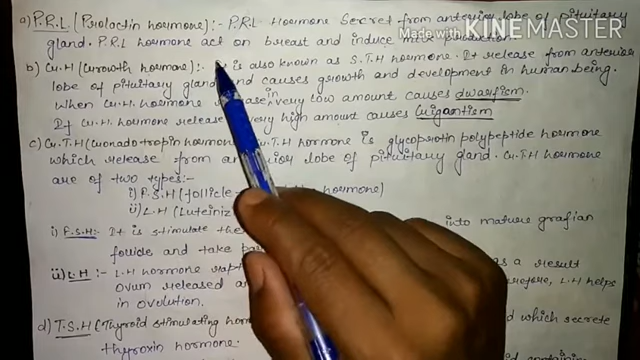 Made with KINEMASTER
a) P.R.L (Prolactin hormone) :- P.R.L Hormone Secret from anterior lobe of pituitary
gland. P.R.L hormone act on breast and induce milk
b) G.H (Growth hormone) :- is also known as S.T.H hormone. It release from anterior
lobe of pituitary gland and causes growth and development in human being.
When G.H. hormone in very low amount causes dwarfism.
If G.H. hormone release very high amount causes Gigantism
c) G.T.H (Gonado tropin hormone G.T.H hormone is glycoprotin polypeptide hormone
which release from lobe of pituitary gland. G.T.H hormone
are of two types:-
i) F.S.H (follicle hormone)
ii) L.H (Luteiniz
i) F.S.H:- It is stimulate the into mature grafian
follicle and take
ii) L.H :- L.H hormone as a result
ovum released L.H helps
in ovulution.
d) T.S.H (Thyroid stimulating which secrete
thyroxin hormone.